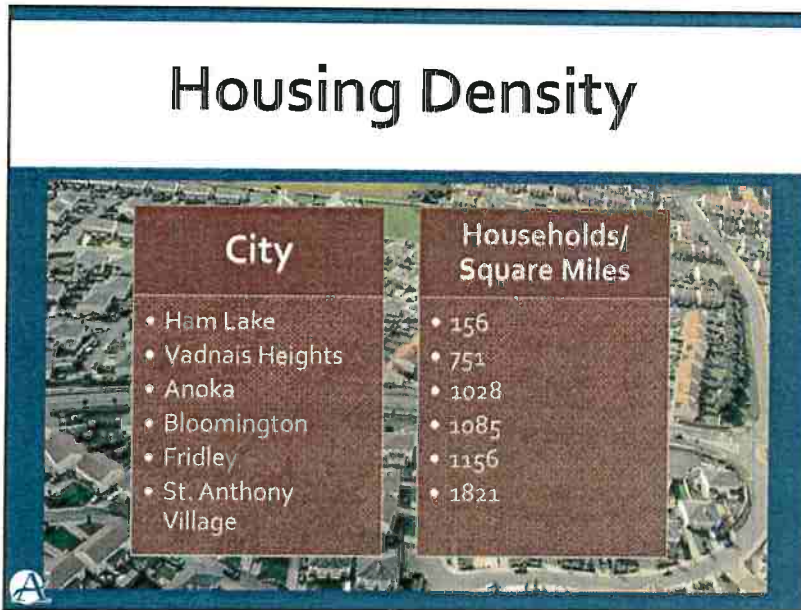 Housing Density
City
• Ham Lake
• Vadnais Heights
• Anoka
• Bloomington
• Fridley
• St. Anthony
Village
Households/
Square Miles
• 156
• 751
• 1028
• 1085
• 1156
• 1821
A